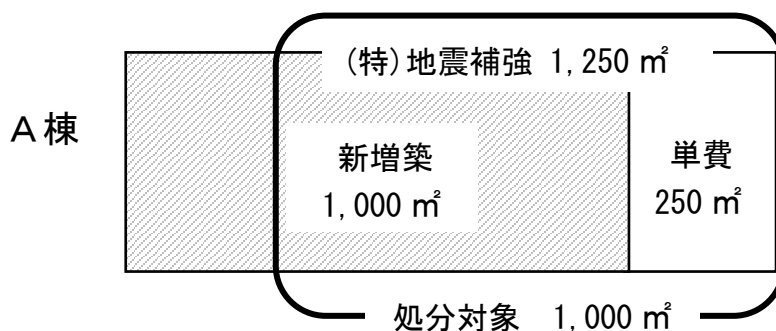 (特)地震補強 1,250 ㎡
A棟
新増築
1,000 ㎡
単費
250 ㎡
処分対象 1,000 ㎡